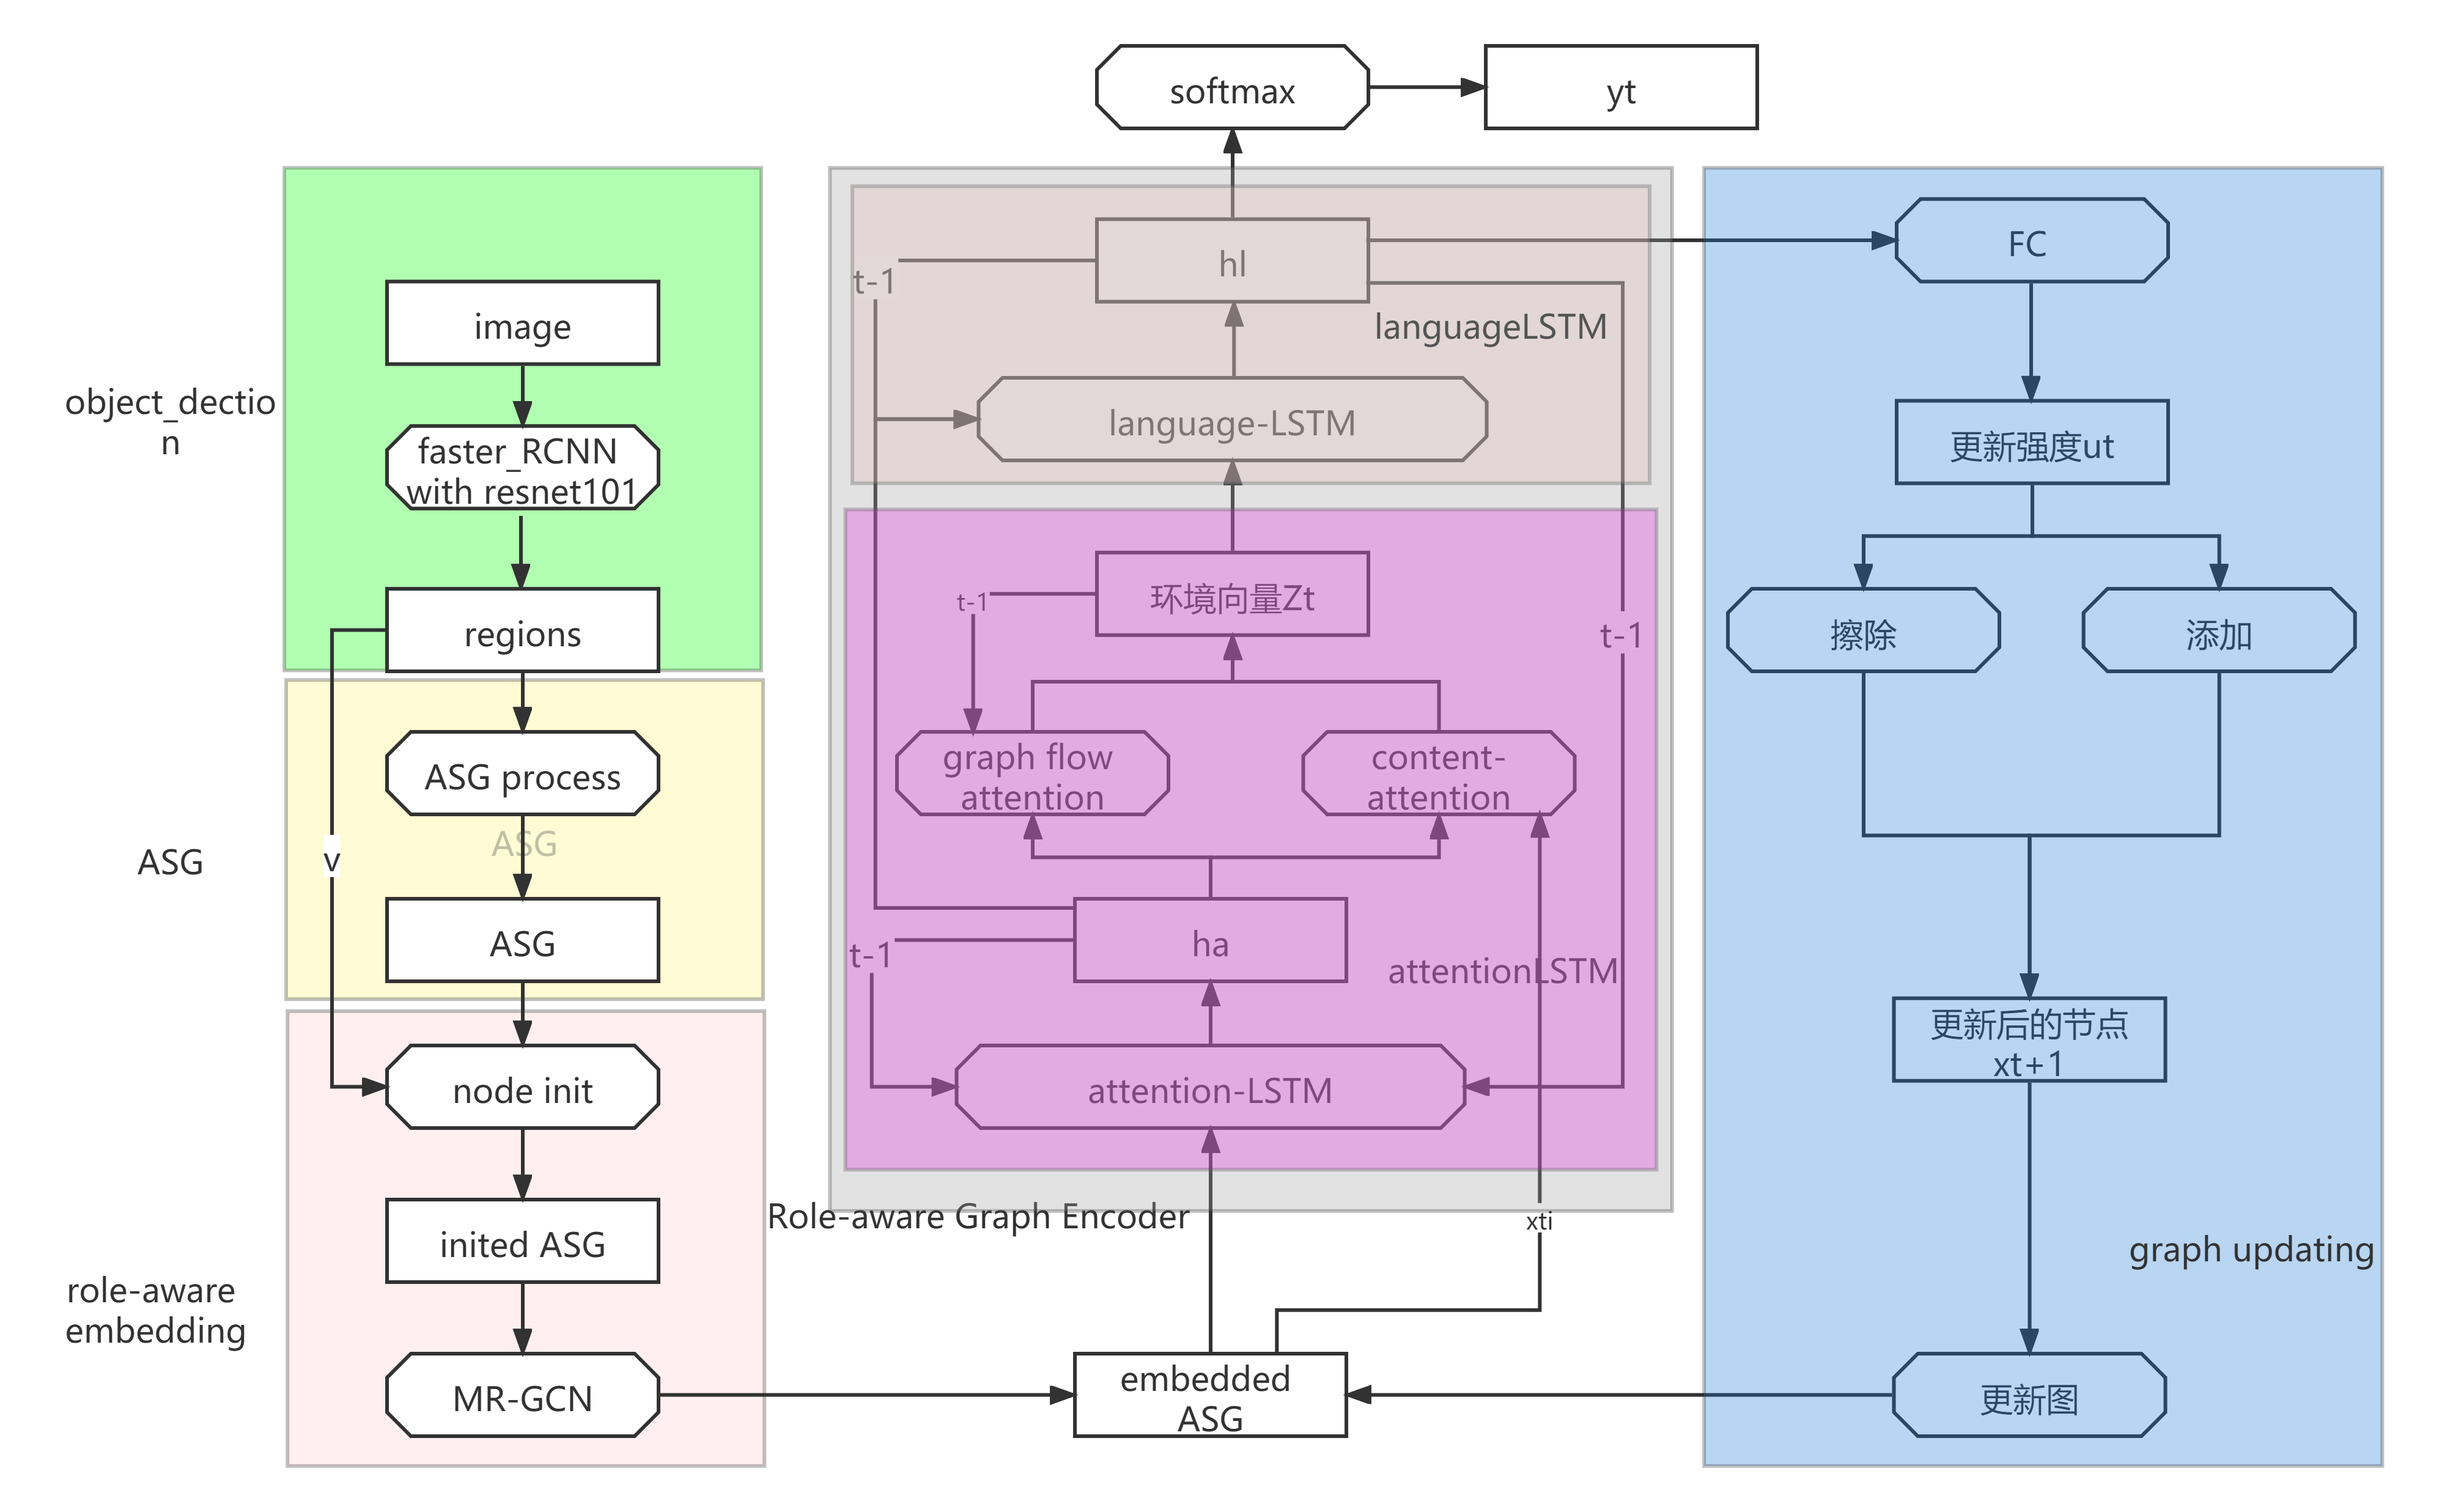 softmax
yt
object_dectio
_
n
image
faster_RCNN
with resnet101
regions
ASG
v
ASG process
ASG
ASG
role-aware
embedding
node init
inited ASG
MR-GCN
hl
t-1
languageLSTM
language-LSTM
环境向量Zt
t-1
t-1
graph flow
attention
content-
attention
ha
t-1
attentionLSTM
attention-LSTM
Role-aware Graph Encoder
xti
embedded
ASG
FC
更新强度ut
擦除
添加
更新后的节点
xt+1
graph updating
更新图